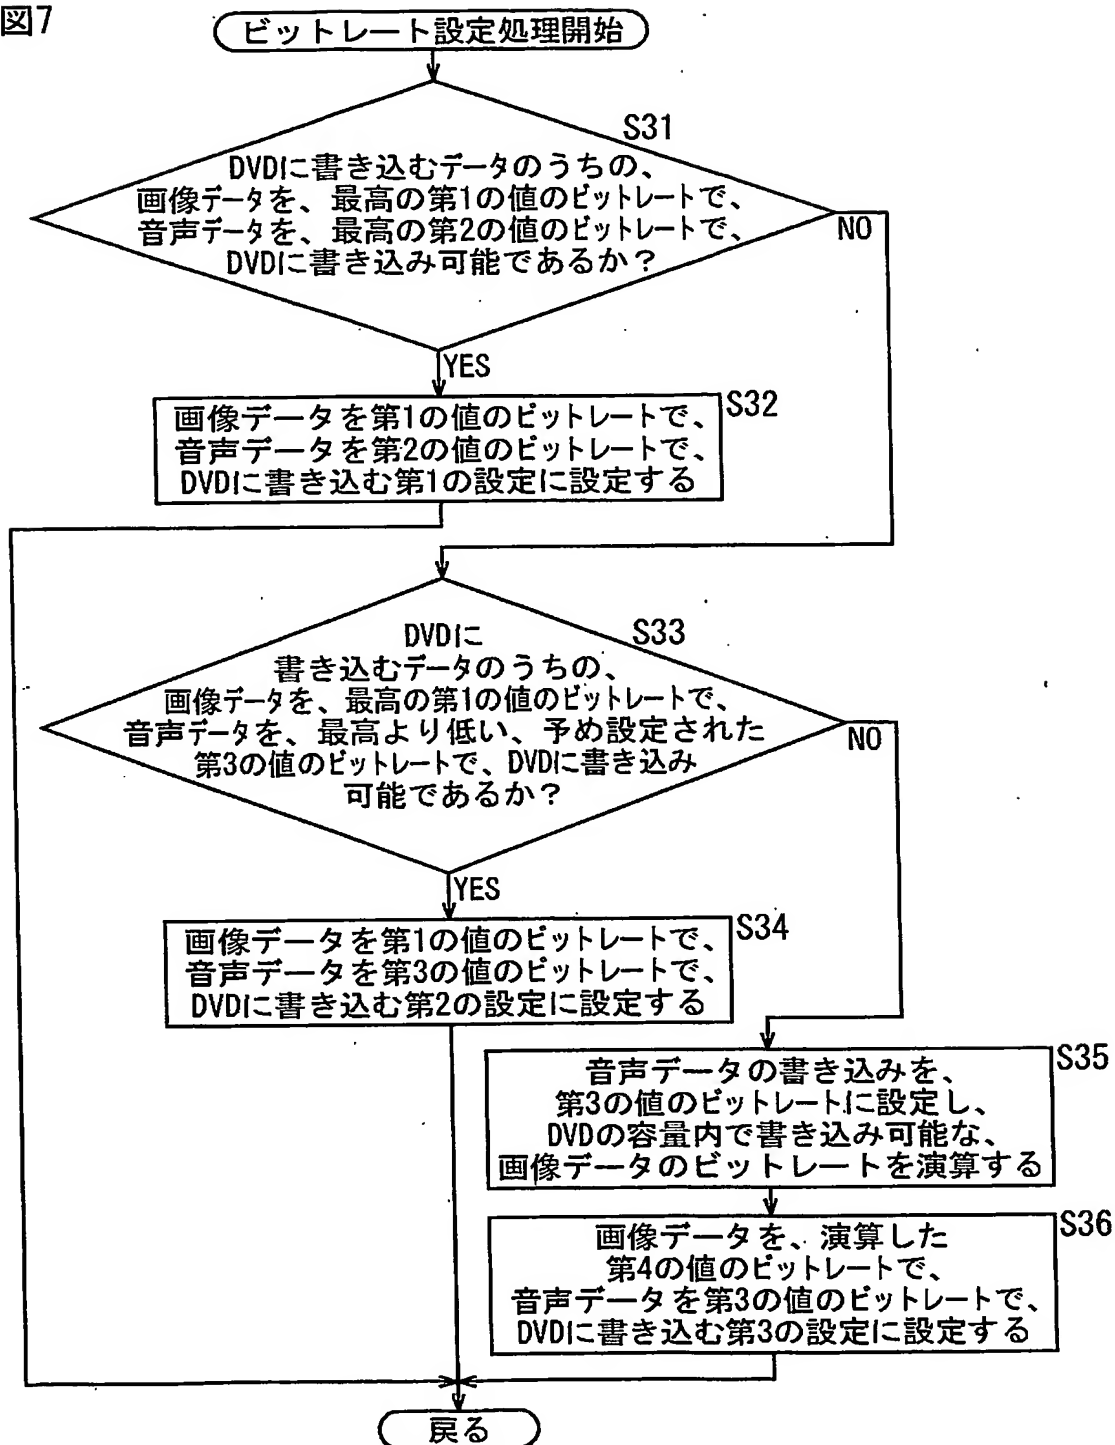 図7
ビットレート設定処理開始
S31
DVDに書き込むデータのうちの、
画像データを、最高の第1の値のビットレートで、
音声データを、最高の第2の値のビットレートで、
DVDに書き込み可能であるか?
NO
YES
S32
画像データを第1の値のビットレートで、
音声データを第2の値のビットレートで、
DVDに書き込む第1の設定に設定する
S33
DVDに
書き込むデータのうちの、
画像データを、最高の第1の値のビットレートで、
音声データを、最高より低い、予め設定された
第3の値のビットレートで、DVDに書き込み
可能であるか?
NO
YES
S34
画像データを第1の値のビットレートで、
音声データを第3の値のビットレートで、
DVDに書き込む第2の設定に設定する
S35
音声データの書き込みを、
第3の値のビットレートに設定し、
DVDの容量内で書き込み可能な、
画像データのビットレートを演算する
S36
画像データを、演算した
第4の値のビットレートで、
音声データを第3の値のビットレートで、
DVDに書き込む第3の設定に設定する
戻る